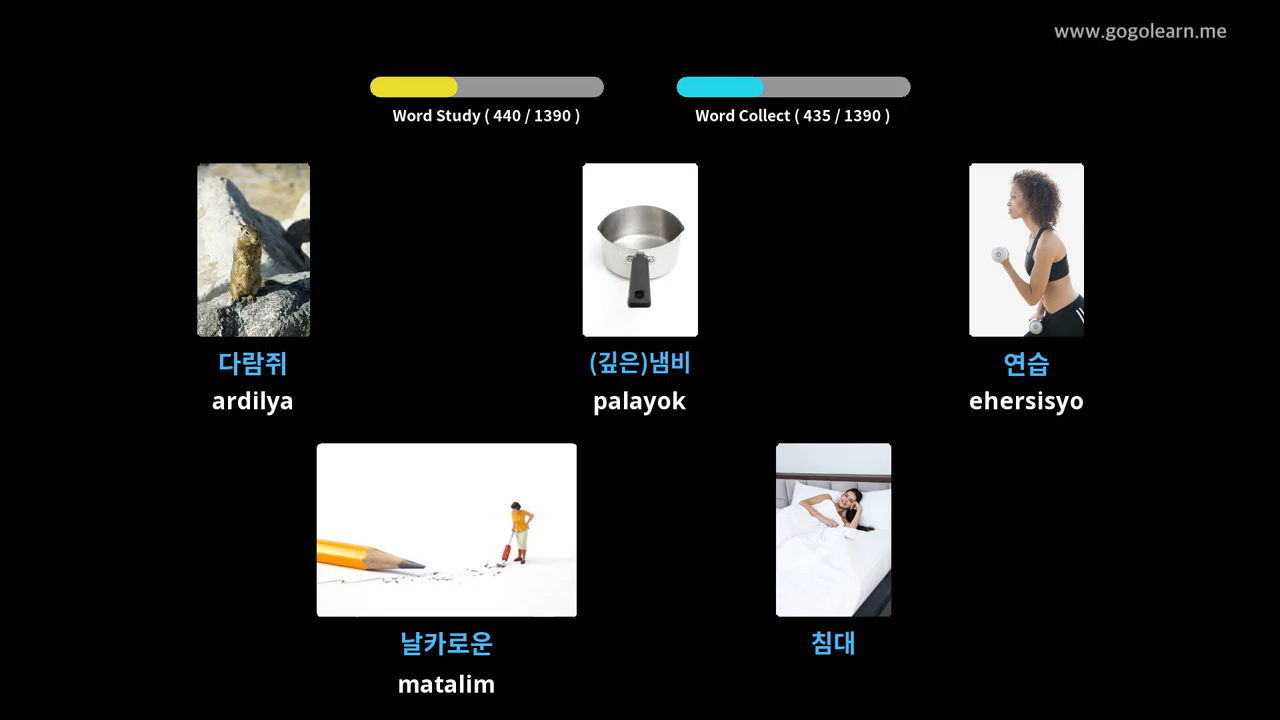 www.gogolearn.me
Word Study ( 440 / 1390 )
Word Collect ( 435 / 1390 )
다람쥐
ardilya
(깊은)냄비
palayok
연습
ehersisyo
날카로운
matalim
침대